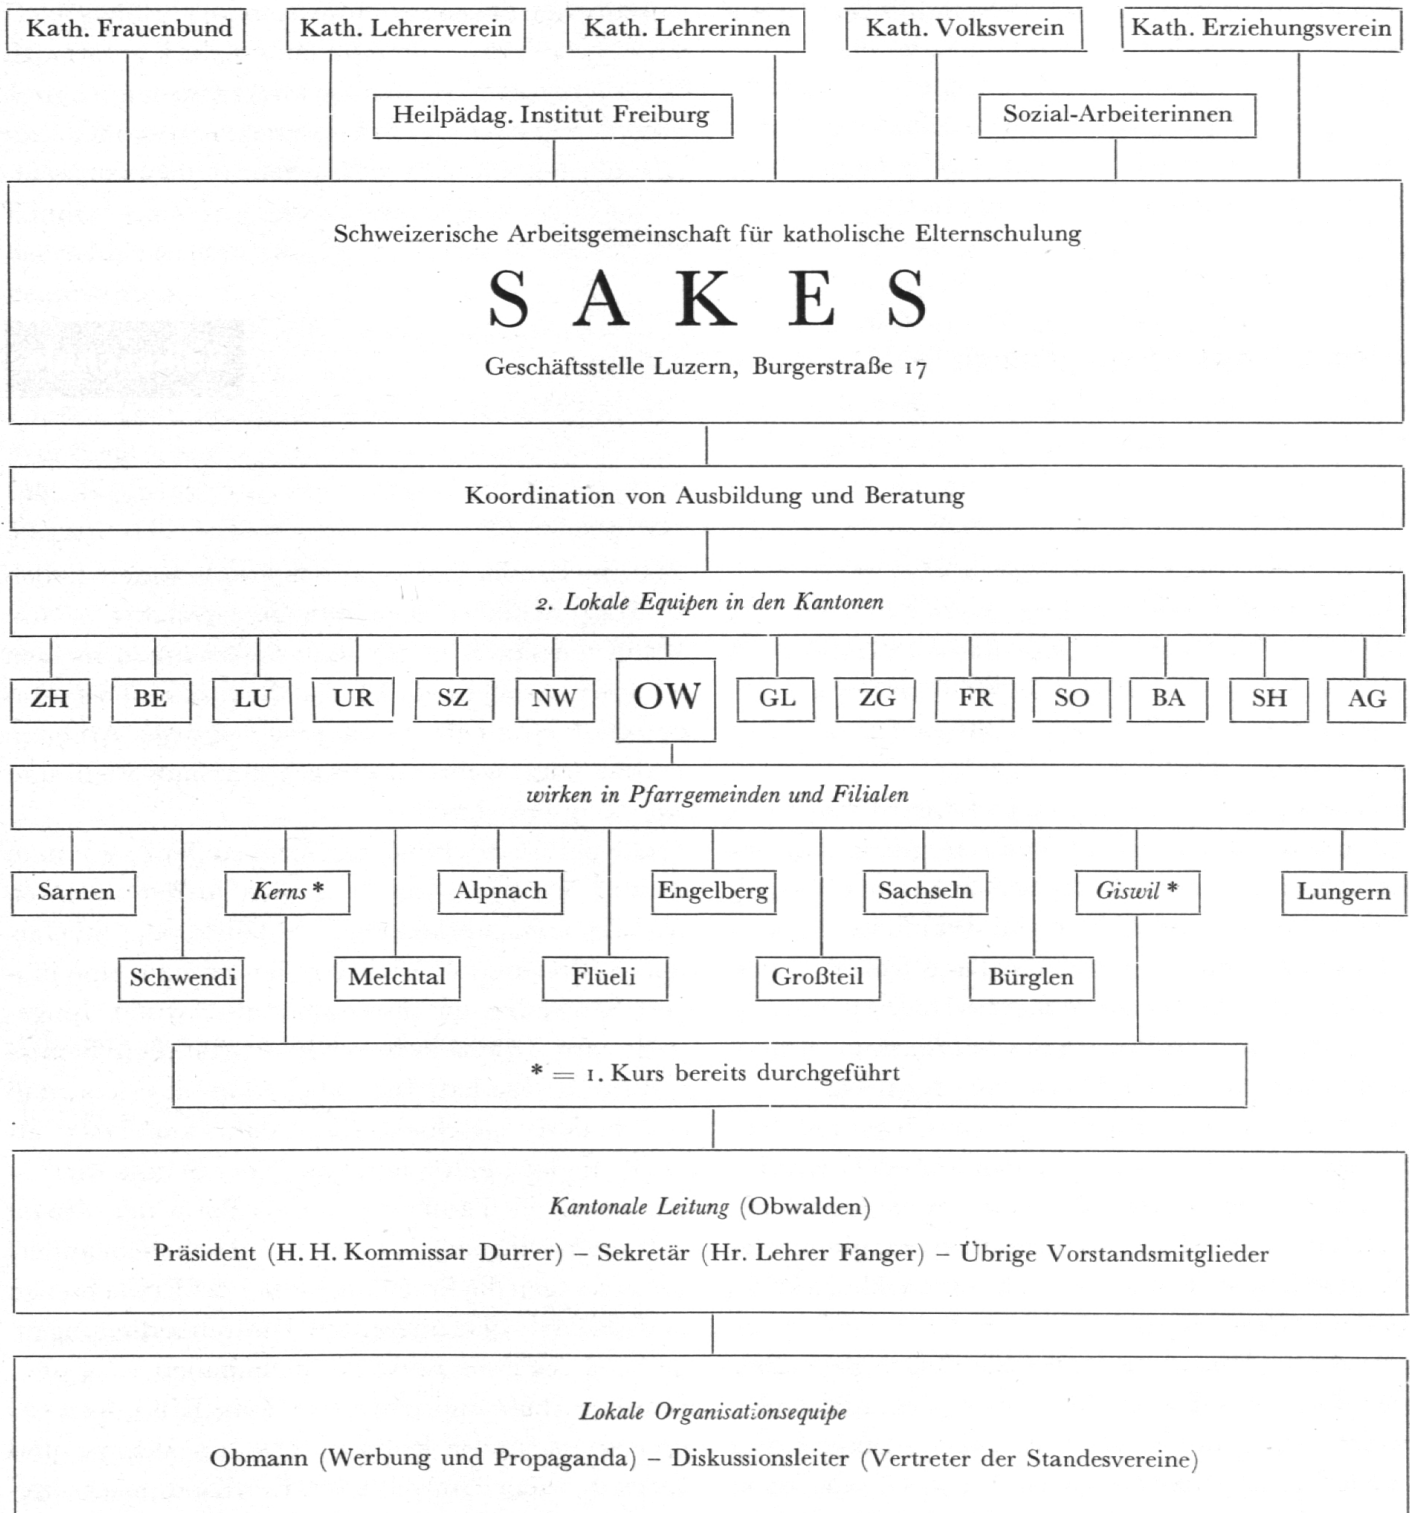 Kath. Frauenbund
Kath. Lehrerverein
Kath. Lehrerinnen
Kath. Volksverein
Kath. Erziehungsverein
Heilpädag. Institut Freiburg
Sozial-Arbeiterinnen
Schweizerische Arbeitsgemeinschaft für katholische Elternschulung
S A K E S
Geschäftsstelle Luzern, Burgerstraße 17
Koordination von Ausbildung und Beratung
2. Lokale Equipen in den Kantonen
ZH
BE
LU
UR
SZ
NW
OW
GL
ZG
FR
SO
BA
SH
AG
wirken in Pfarrgemeinden und Filialen
Sarnen
Kerns *
Alpnach
Engelberg
Sachseln
Giswil *
Lungern
Schwendi
Melchtal
Flüeli
Großteil
Bürglen
* = 1. Kurs bereits durchgeführt
Kantonale Leitung (Obwalden)
Präsident (H. H. Kommissar Durrer) – Sekretär (Hr. Lehrer Fanger) – Übrige Vorstandsmitglieder
Lokale Organisationsequipe
Obmann (Werbung und Propaganda) – Diskussionsleiter (Vertreter der Standesvereine)